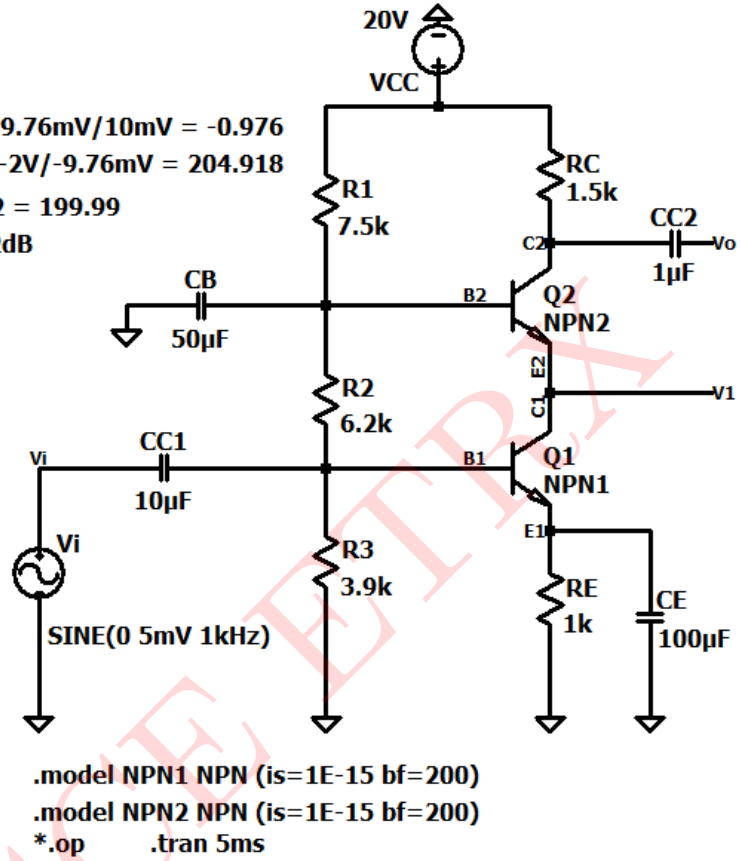 20V
VCC
9.76mV/10mV = -0.976
-2V/-9.76mV = 204.918
2 = 199.99
dB
R1
7.5k
RC
1.5k
C2
CC2
1µF
Vo
CB
50µF
B2
Q2
NPN2
E2
R2
6.2k
C1
V1
Vi
CC1
10µF
B1
Q1
NPN1
E1
Vi
SINE(0 5mV 1kHz)
R3
3.9k
RE
1k
CE
100µF
.model NPN1 NPN (is=1E-15 bf=200)
.model NPN2 NPN (is=1E-15 bf=200)
*.op .tran 5ms
CE ETRX